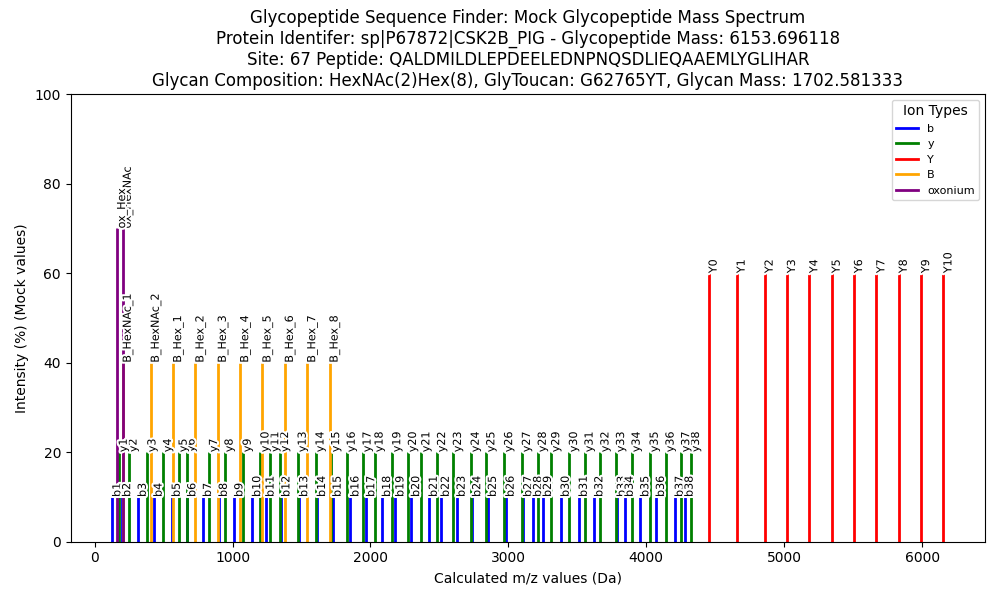 Glycopeptide Sequence Finder: Mock Glycopeptide Mass Spectrum
Protein Identifer: sp|P67872|CSK2B_PIG - Glycopeptide Mass: 6153.696118
Site: 67 Peptide: QALDMILDLEPDEELEDNPNQSDLIEQAAEMLYGLIHAR
Glycan Composition: HexNAc(2)Hex(8), GlyToucan: G62765YT, Glycan Mass: 1702.581333
Intensity (%) (Mock values)
100
80
60
40
20
0
Ion Types
b
y
Y
B
oxonium
ox_Hex
ox_HexNAc
Y0
Y1
Y2
Y3
Y4
Y5
Y6
Y7
Y8
Y9
Y10
B_HexNAc_1
B_HexNAc_2
B_Hex_1
B_Hex_2
B_Hex_3
B_Hex_4
B_Hex_5
B_Hex_6
B_Hex_7
B_Hex_8
y1
y2
y3
y4
y5
y6
y7
y8
y9
y10
y11
y12
y13
y14
y15
y16
y17
y18
y19
y20
y21
y22
y23
y24
y25
y26
y27
y28
y29
y30
y31
y32
y33
y34
y35
y36
y37
y38
b1
b2
b3
b4
b5
b6
b7
b8
b9
b10
b11
b12
b13
b14
b15
b16
b17
b18
b19
b20
b21
b22
b23
b24
b25
b26
b27
b28
b29
b30
b31
b32
b33
b34
b35
b36
b37
b38
0
1000
2000
3000
4000
5000
6000
Calculated m/z values (Da)